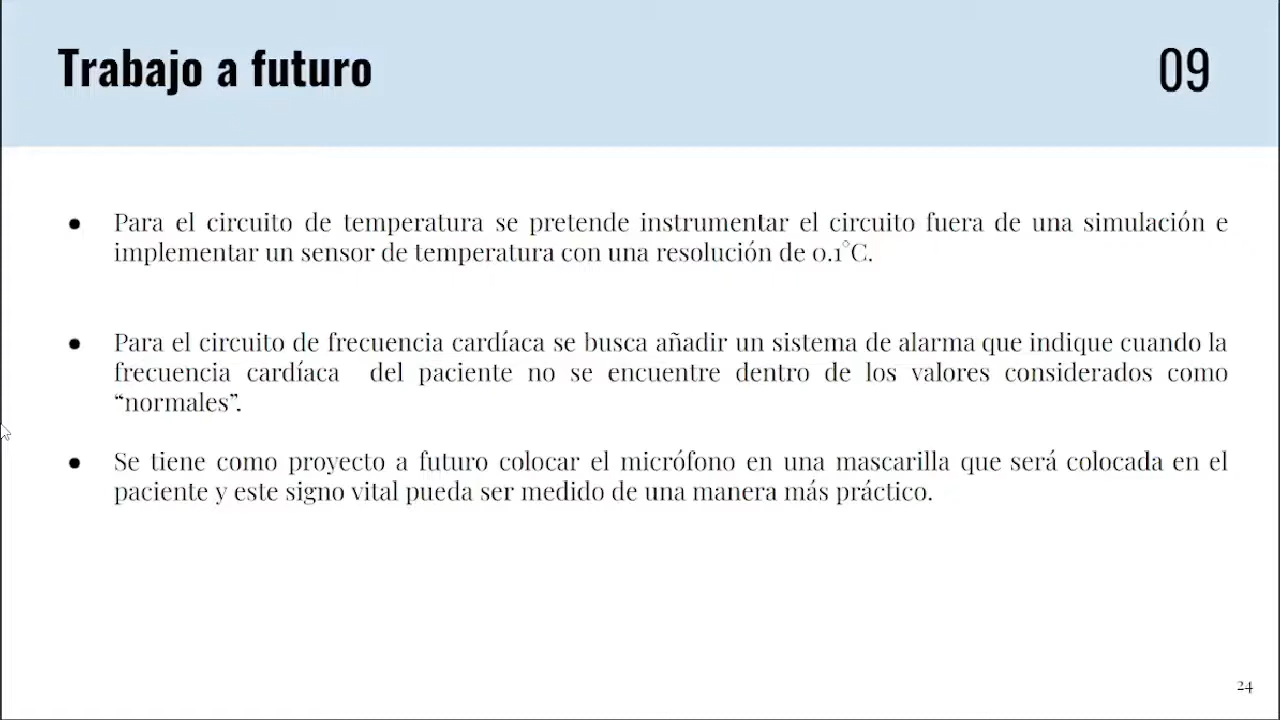 Trabajo a futuro
09
● Para el circuito de temperatura se pretende instrumentar el circuito fuera de una simulación e
implementar un sensor de temperatura con una resolución de 0.1°C.
● Para el circuito de frecuencia cardíaca se busca añadir un sistema de alarma que indique cuando la
frecuencia cardíaca del paciente no se encuentre dentro de los valores considerados como
“normales”.
● Se tiene como proyecto a futuro colocar el micrófono en una mascarilla que será colocada en el
paciente y este signo vital pueda ser medido de una manera más práctico.
24